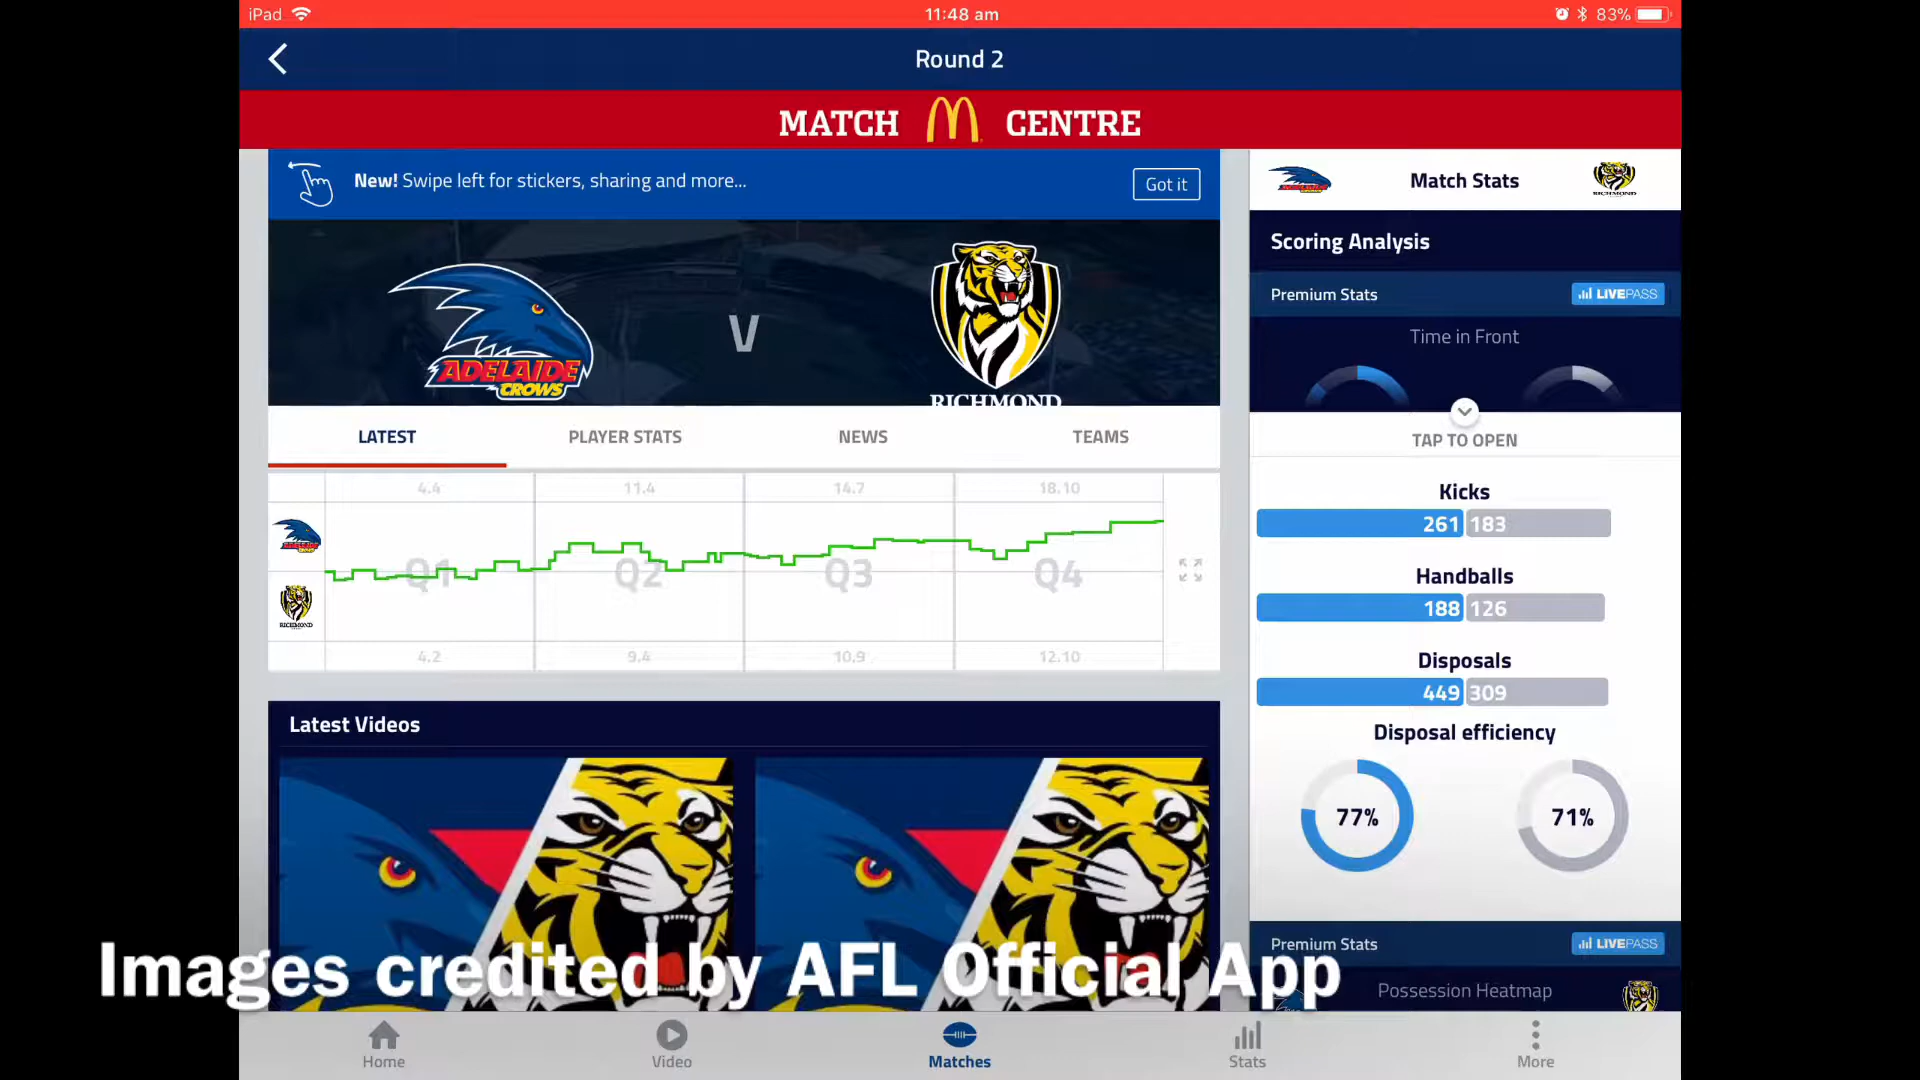 iPad 11:48 am 83%
Round 2
MATCH CENTRE
New! Swipe left for stickers, sharing and more...
Got it
ADELAIDE
CROWS
V
RICHMOND
LATEST PLAYER STATS NEWS TEAMS
4.4 11.4 14.7 18.10
Q1 Q2 Q3 Q4
RICHMOND
4.2 9.4 10.9 12.10
Latest Videos
Match Stats
RICHMOND
Scoring Analysis
Premium Stats LIVEPASS
Time in Front
TAP TO OPEN
Kicks
261 183
Handballs
188 126
Disposals
449 309
Disposal efficiency
77% 71%
Premium Stats LIVEPASS
Possession Heatmap
Images credited by AFL Official App
Home Video Matches Stats More